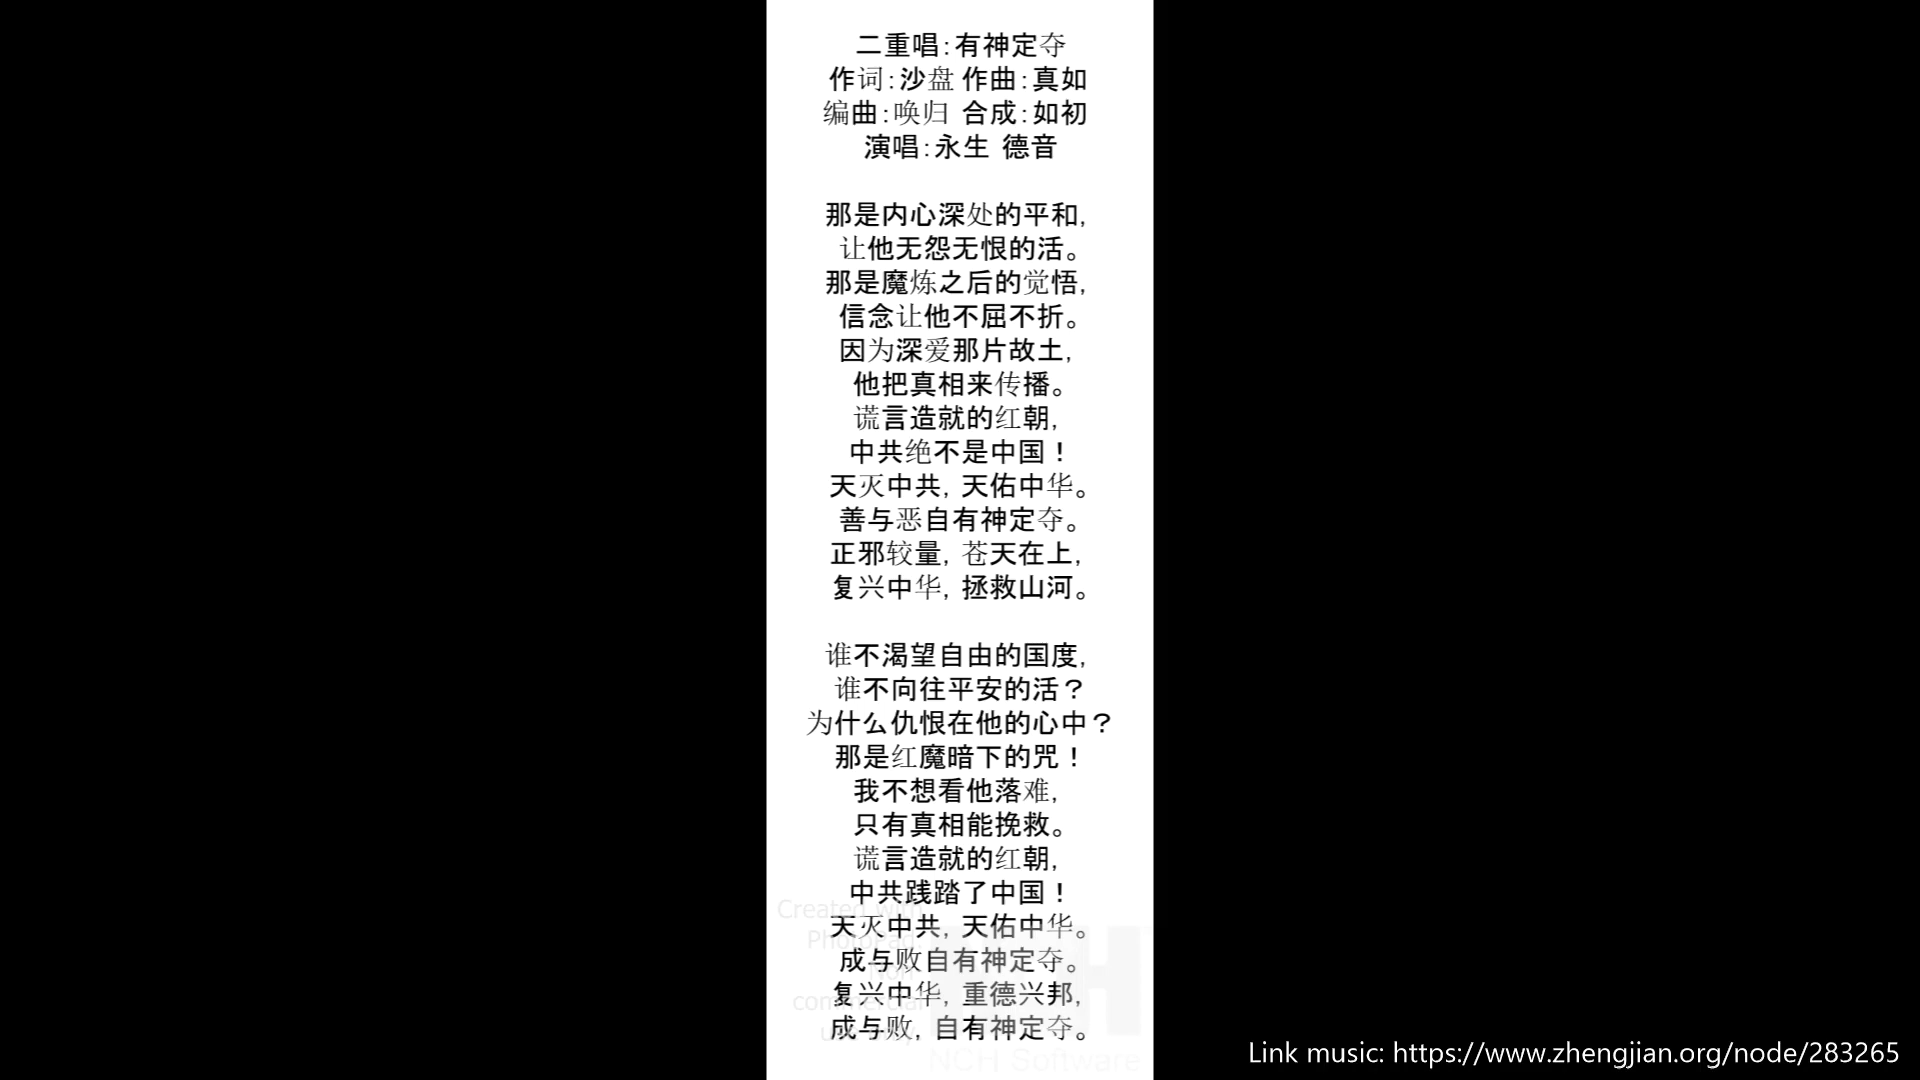 二重唱:有神定夺
作词:沙盘 作曲:真如
编曲:唤归 合成:如初
演唱:永生 德音
那是内心深处的平和,
让他无怨无恨的活。
那是魔炼之后的觉悟,
信念让他不屈不折。
因为深爱那片故土,
他把真相来传播。
谎言造就的红朝,
中共绝不是中国！
天灭中共, 天佑中华。
善与恶自有神定夺。
正邪较量, 苍天在上,
复兴中华, 拯救山河。
谁不渴望自由的国度,
谁不向往平安的活？
为什么仇恨在他的心中？
那是红魔暗下的咒！
我不想看他落难,
只有真相能挽救。
谎言造就的红朝,
中共践踏了中国！
天灭中共, 天佑中华。
成与败自有神定夺。
复兴中华, 重德兴邦,
成与败, 自有神定夺。
Created with
PhotoPad.
Non-
commercial
use only.
NCH
NCH Software
Link music: https://www.zhengjian.org/node/283265